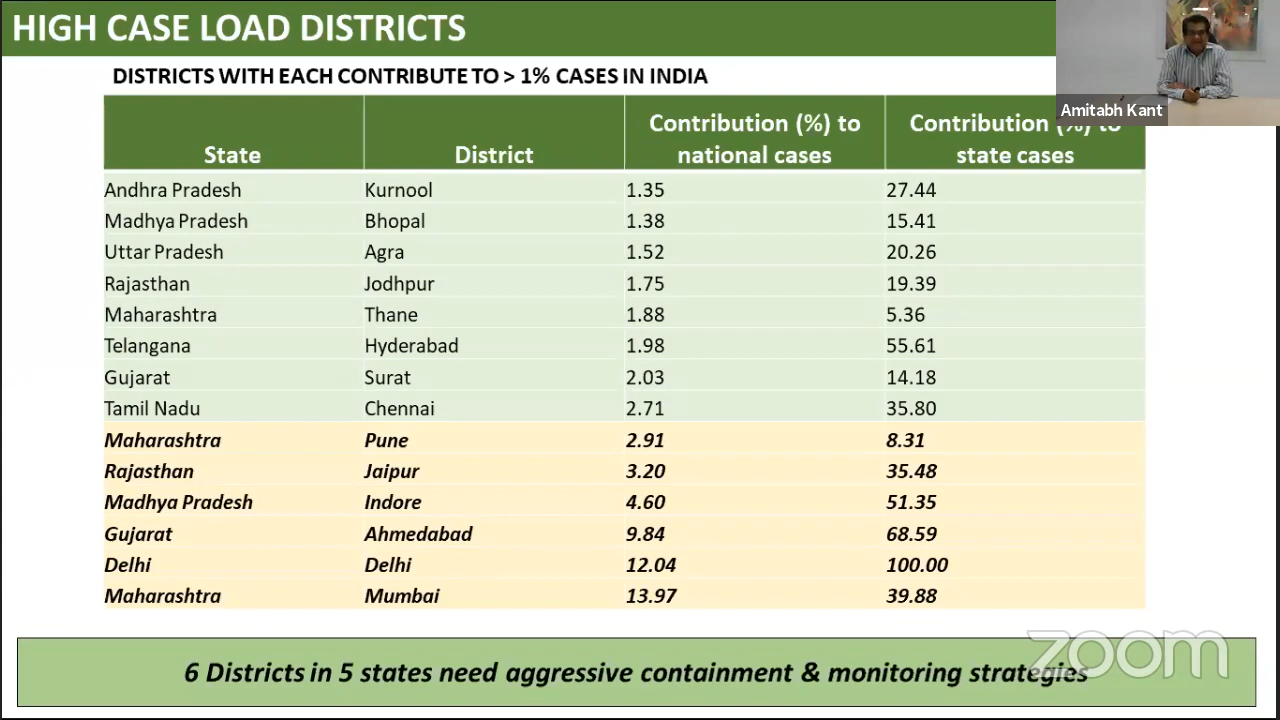 HIGH CASE LOAD DISTRICTS
DISTRICTS WITH EACH CONTRIBUTE TO > 1% CASES IN INDIA
Amitabh Kant
State District Contribution (%) to national cases Contribution (%) to state cases
Andhra Pradesh Kurnool 1.35 27.44
Madhya Pradesh Bhopal 1.38 15.41
Uttar Pradesh Agra 1.52 20.26
Rajasthan Jodhpur 1.75 19.39
Maharashtra Thane 1.88 5.36
Telangana Hyderabad 1.98 55.61
Gujarat Surat 2.03 14.18
Tamil Nadu Chennai 2.71 35.80
Maharashtra Pune 2.91 8.31
Rajasthan Jaipur 3.20 35.48
Madhya Pradesh Indore 4.60 51.35
Gujarat Ahmedabad 9.84 68.59
Delhi Delhi 12.04 100.00
Maharashtra Mumbai 13.97 39.88
6 Districts in 5 states need aggressive containment & monitoring strategies
zoom